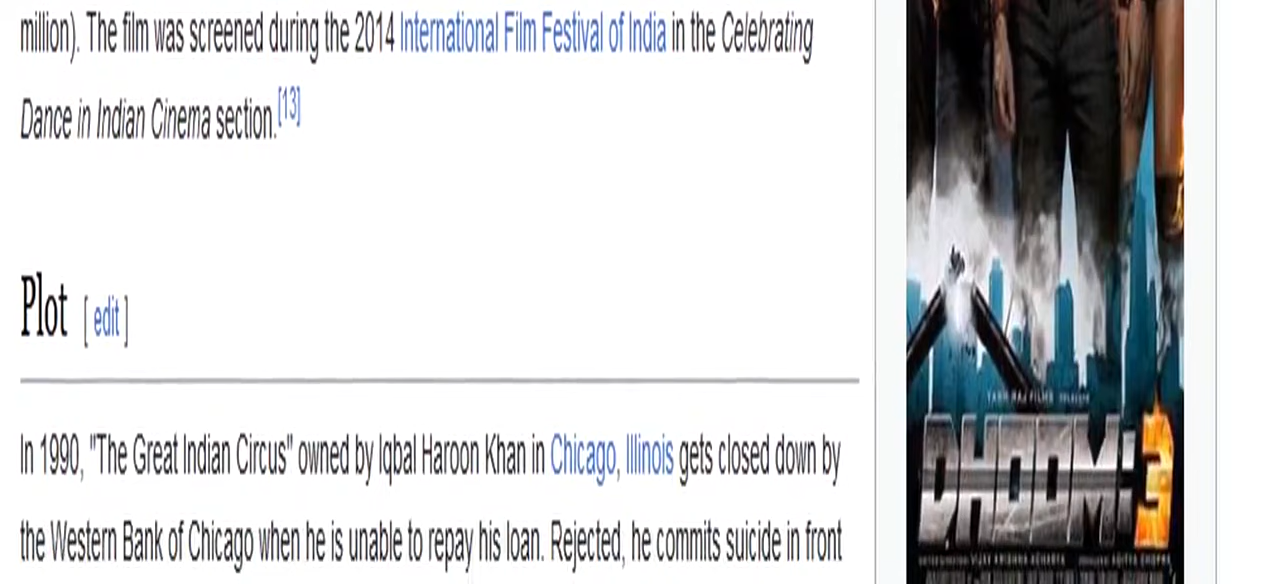 million). The film was screened during the 2014 International Film Festival of India in the Celebrating
Dance in Indian Cinema section.[13]
Plot [ edit ]
In 1990, "The Great Indian Circus" owned by Iqbal Haroon Khan in Chicago, Illinois gets closed down by
the Western Bank of Chicago when he is unable to repay his loan. Rejected, he commits suicide in front
DHOOM:3